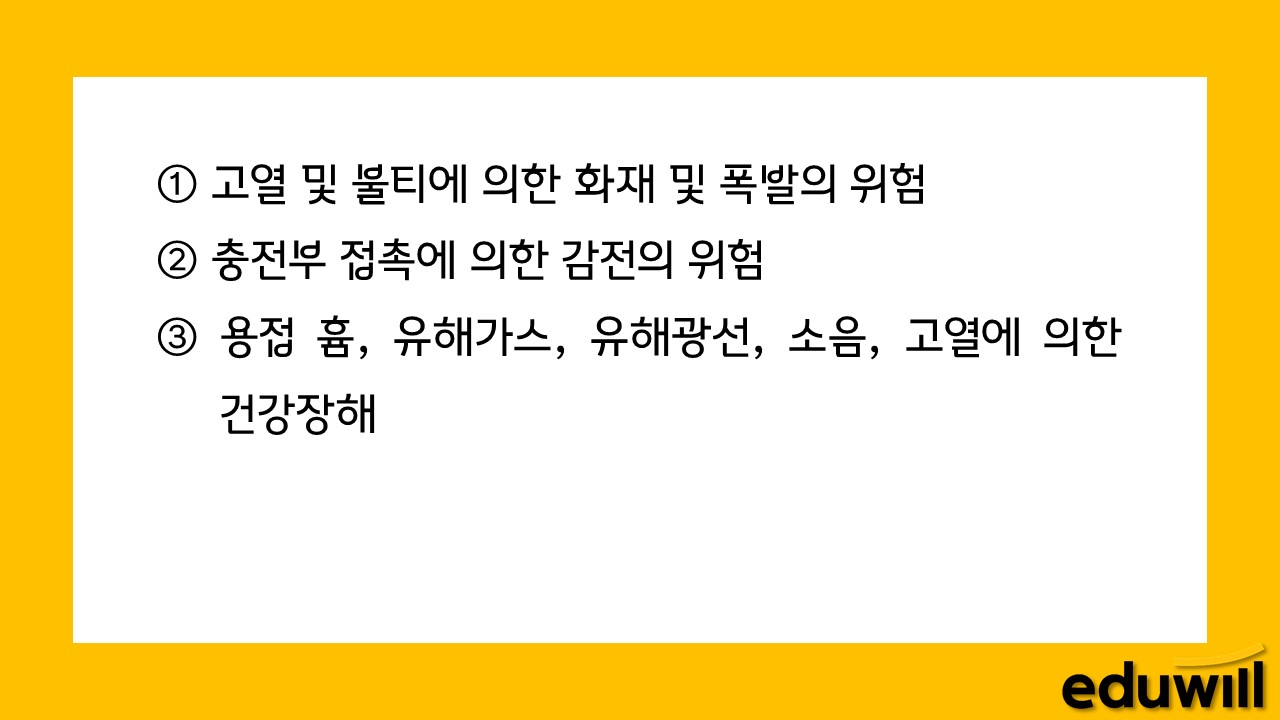 ① 고열 및 불티에 의한 화재 및 폭발의 위험
② 충전부 접촉에 의한 감전의 위험
③ 용접 흄, 유해가스, 유해광선, 소음, 고열에 의한
건강장해
eduwill